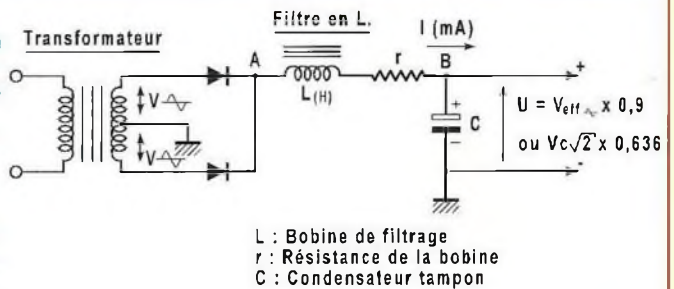 Filtre en L.
Transformateur
I (mA)
A
L(H)
r
B
+
V
V
+
C
−
U = Veff x 0,9
ou Vc√2 x 0,636
-
L : Bobine de filtrage
r : Résistance de la bobine
C : Condensateur tampon